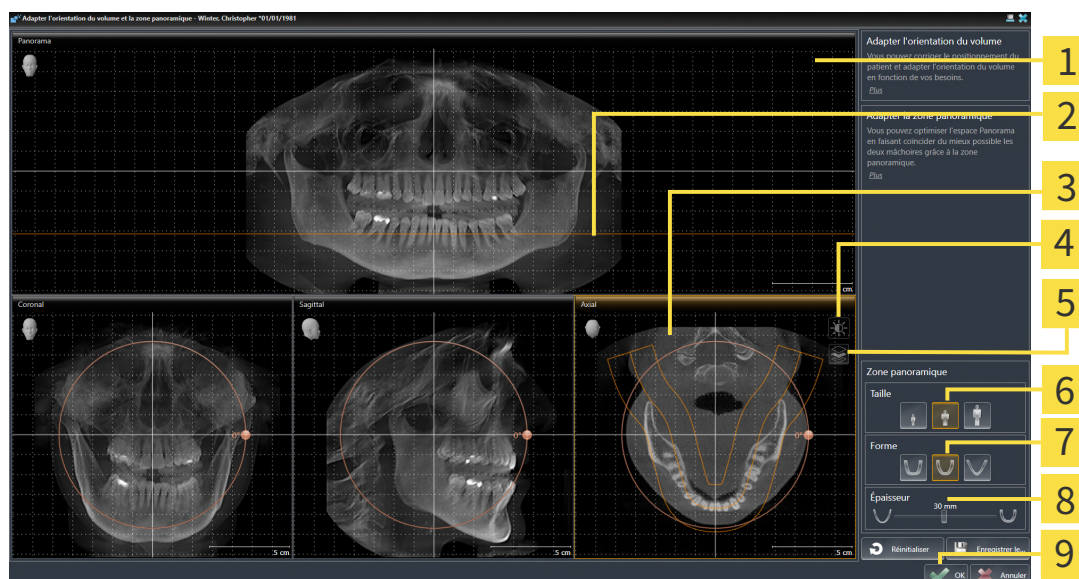 Adapter l'orientation du volume et la zone panoramique - Winter, Christopher *01/01/1981
Panorama
cm
Coronal
0°
5 cm
Sagittal
0°
5 cm
Axial
0°
5 cm
Adapter l'orientation du volume
Vous pouvez corriger le positionnement du
patient et adapter l'orientation du volume
en fonction de vos besoins.
Plus
Adapter la zone panoramique
Vous pouvez optimiser l'espace Panorama
en faisant coïncider du mieux possible les
deux mâchoires grâce à la zone
panoramique.
Plus
Zone panoramique
Taille
Forme
Épaisseur
30 mm
Réinitialiser
Enregistrer le...
OK
Annuler
1
2
3
4
5
6
7
8
9